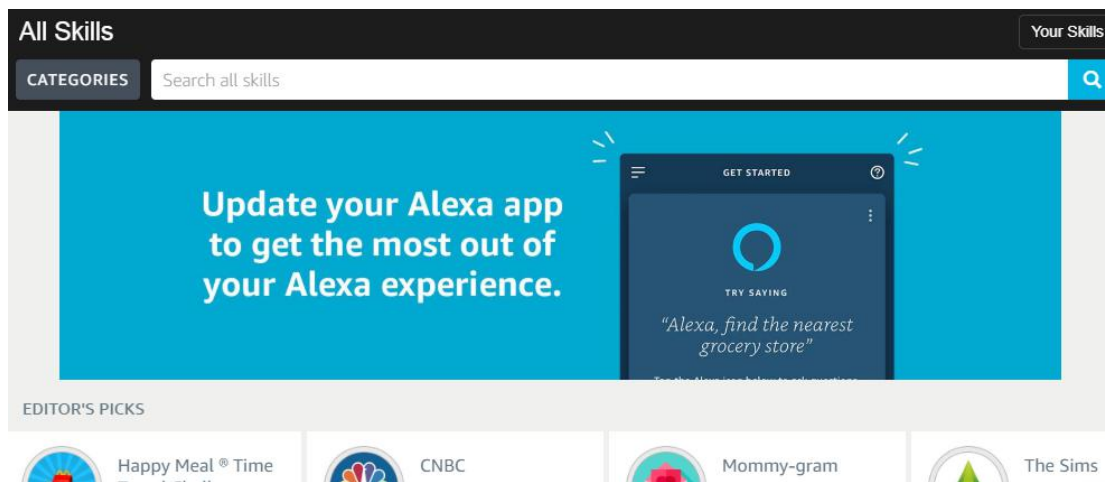 All Skills
Your Skills
CATEGORIES
Search all skills
Update your Alexa app
to get the most out of
your Alexa experience.
GET STARTED
TRY SAYING
“Alexa, find the nearest
grocery store”
EDITOR'S PICKS
Happy Meal ® Time
CNBC
Mommy-gram
The Sims